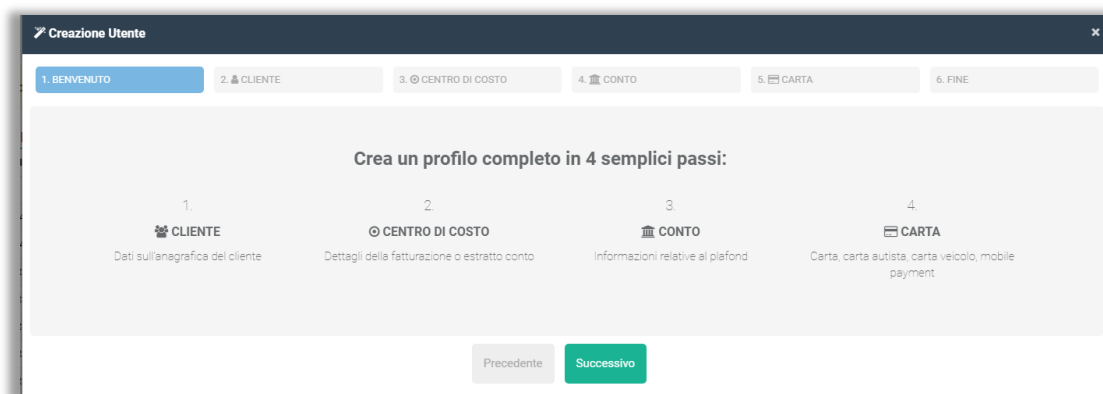 Creazione Utente ×
1. BENVENUTO 2. CLIENTE 3. CENTRO DI COSTO 4. CONTO 5. CARTA 6. FINE
Crea un profilo completo in 4 semplici passi:
1. 2. 3. 4.
CLIENTE CENTRO DI COSTO CONTO CARTA
Dati sull'anagrafica del cliente Dettagli della fatturazione o estratto conto Informazioni relative al plafond Carta, carta autista, carta veicolo, mobile
payment
Precedente Successivo